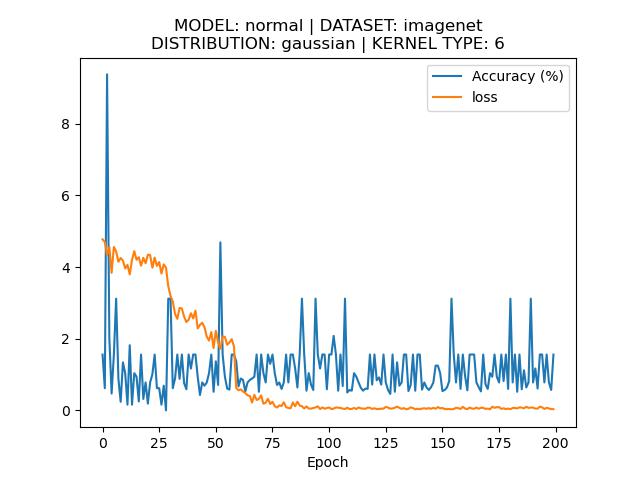 MODEL: normal | DATASET: imagenet
DISTRIBUTION: gaussian | KERNEL TYPE: 6
Accuracy (%)
loss
8
6
4
2
0
0 25 50 75 100 125 150 175 200
Epoch